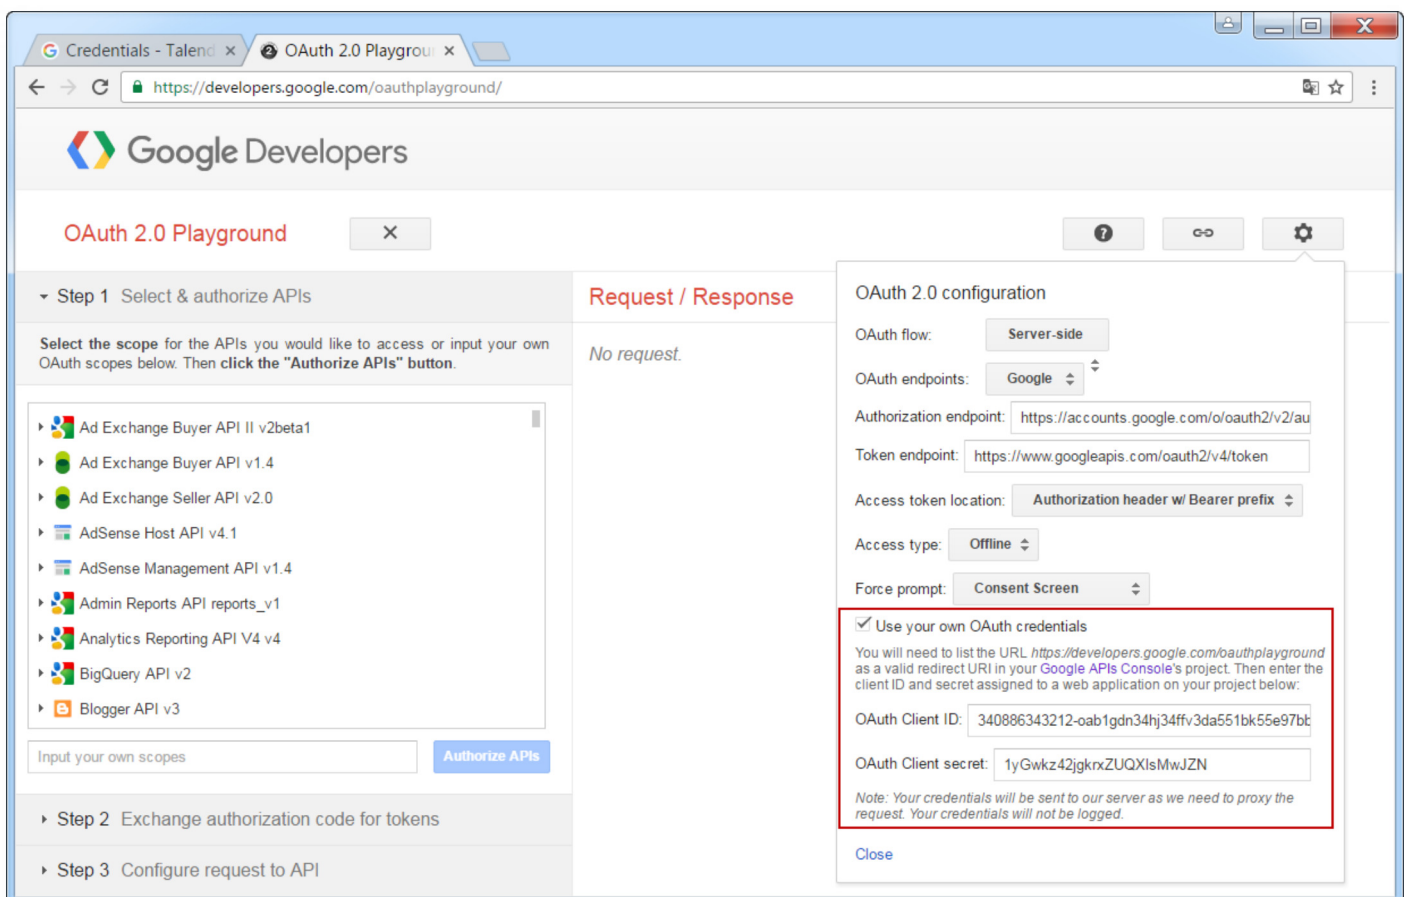 Credentials - Talend
OAuth 2.0 Playgrou
https://developers.google.com/oauthplayground/
Google Developers
OAuth 2.0 Playground
Step 1 Select & authorize APIs
Select the scope for the APIs you would like to access or input your own
OAuth scopes below. Then click the "Authorize APIs" button.
Ad Exchange Buyer API II v2beta1
Ad Exchange Buyer API v1.4
Ad Exchange Seller API v2.0
AdSense Host API v4.1
AdSense Management API v1.4
Admin Reports API reports_v1
Analytics Reporting API V4 v4
BigQuery API v2
Blogger API v3
Input your own scopes
Authorize APIs
Step 2 Exchange authorization code for tokens
Step 3 Configure request to API
Request / Response
No request.
OAuth 2.0 configuration
OAuth flow: Server-side
OAuth endpoints: Google
Authorization endpoint: https://accounts.google.com/o/oauth2/v2/au
Token endpoint: https://www.googleapis.com/oauth2/v4/token
Access token location: Authorization header w/ Bearer prefix
Access type: Offline
Force prompt: Consent Screen
Use your own OAuth credentials
You will need to list the URL https://developers.google.com/oauthplayground
as a valid redirect URI in your Google APIs Console's project. Then enter the
client ID and secret assigned to a web application on your project below:
OAuth Client ID: 340886343212-oab1gdn34hj34ffv3da551bk55e97bb
OAuth Client secret: 1yGwkz42jgkrxZUQXIsMwJZN
Note: Your credentials will be sent to our server as we need to proxy the
request. Your credentials will not be logged.
Close